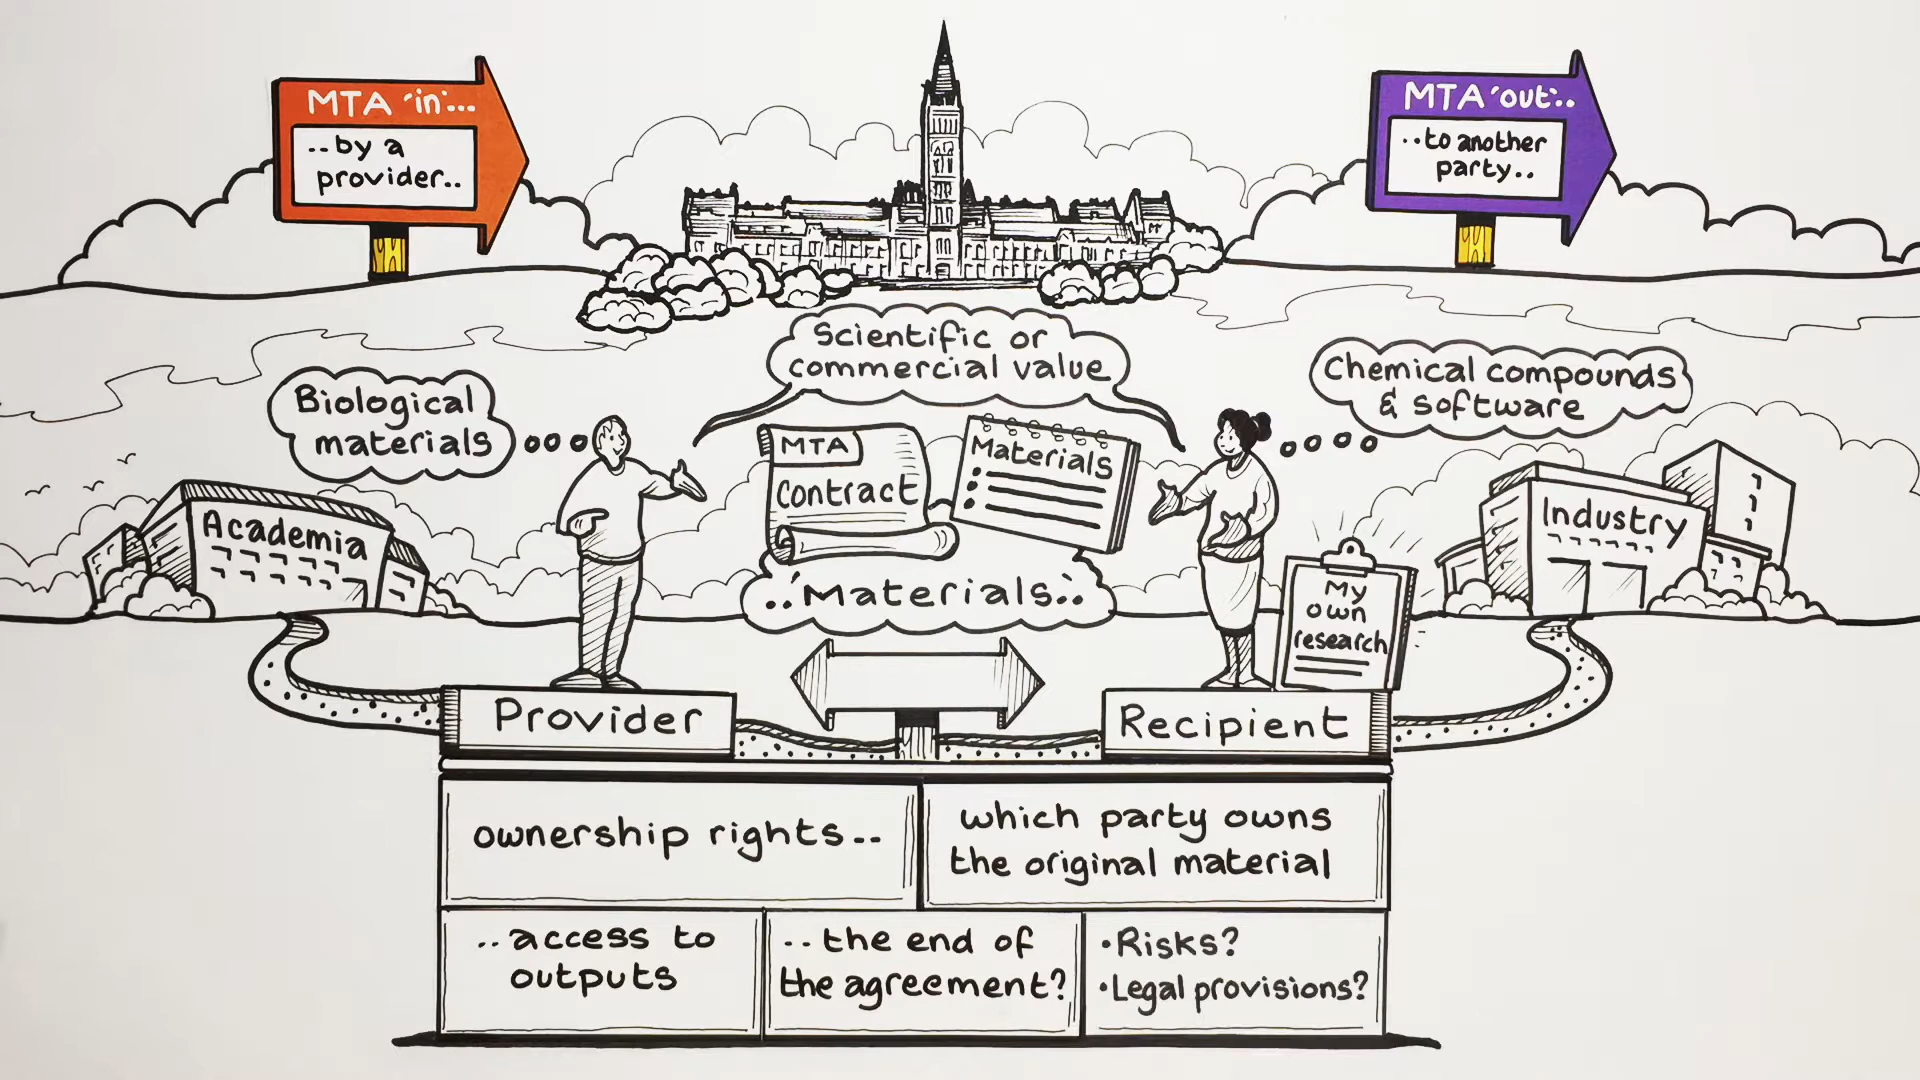 MTA 'in'...
..by a
provider..
MTA 'out'..
..to another
party..
Scientific or
commercial value
Biological
materials
Chemical compounds
& software
MTA
Contract
Materials
Academia
Industry
..Materials..
My
own
research
Provider
Recipient
ownership rights..
which party owns
the original material
..access to
outputs
..the end of
the agreement?
•Risks?
•Legal provisions?